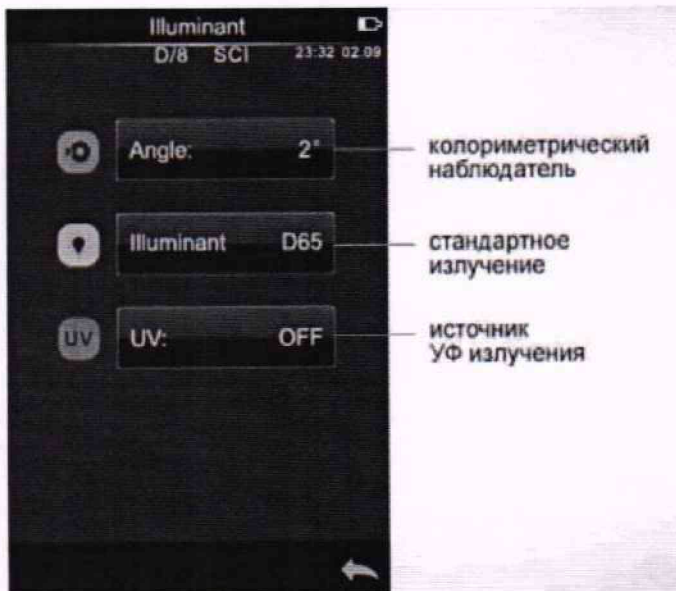 Illuminant
D/8 SCI 23:32 02.09
Angle: 2°
колориметрический
наблюдатель
Illuminant D65
стандартное
излучение
UV UV: OFF
источник
УФ излучения